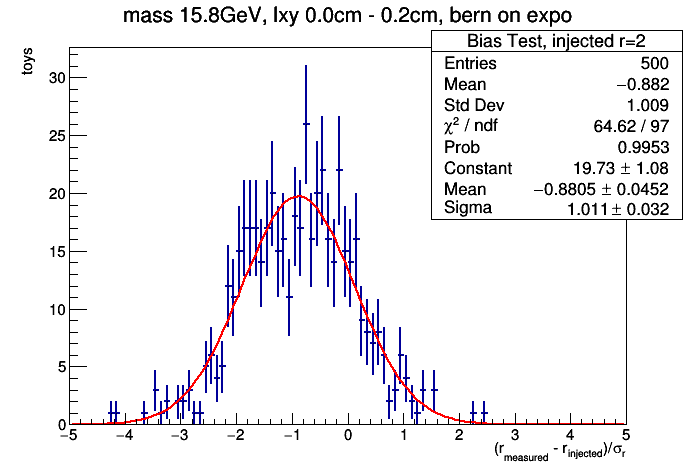 mass 15.8GeV, lxy 0.0cm - 0.2cm, bern on expo
Bias Test, injected r=2
Entries 500
Mean −0.882
Std Dev 1.009
χ² / ndf 64.62 / 97
Prob 0.9953
Constant 19.73 ± 1.08
Mean −0.8805 ± 0.0452
Sigma 1.011 ± 0.032
toys
30
25
20
15
10
5
0
−5 −4 −3 −2 −1 0 1 2 3 4 5
(r_measured - r_injected)/σ_r